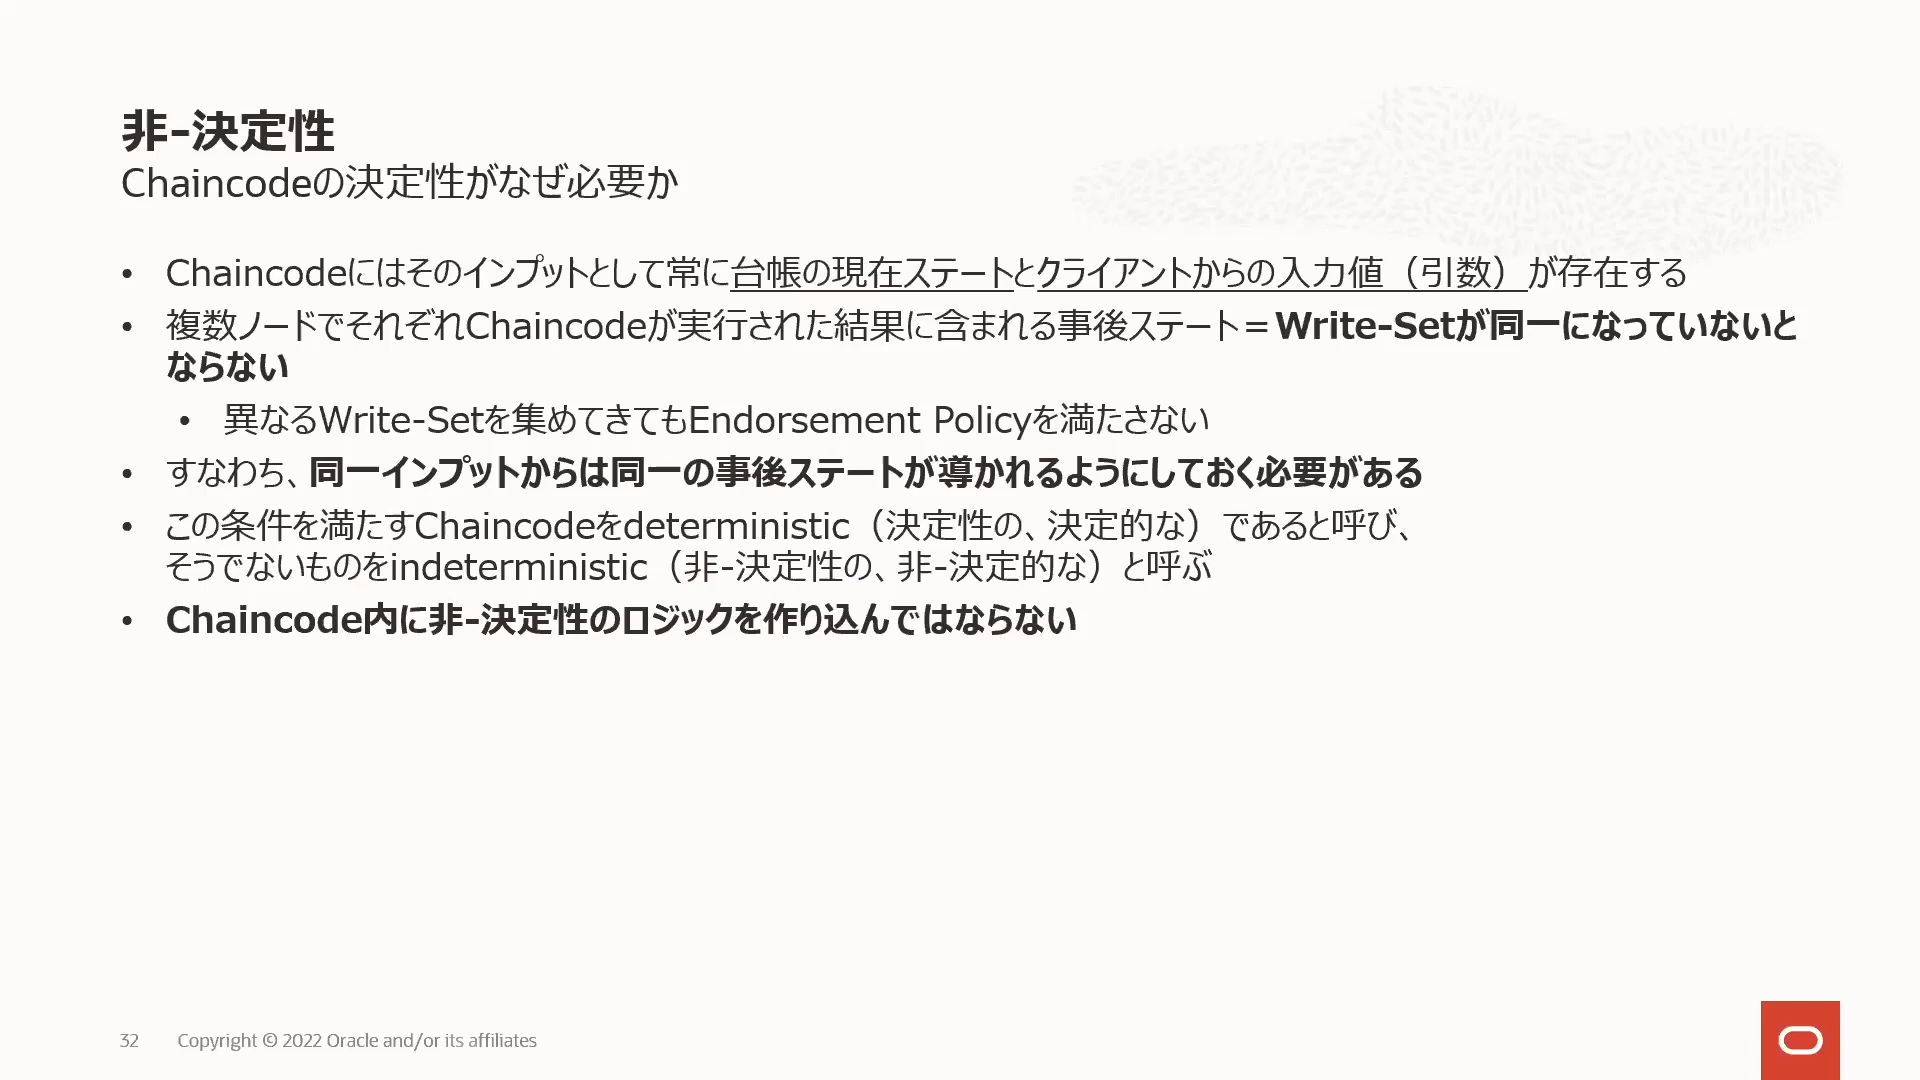 非-決定性
Chaincodeの決定性がなぜ必要か
• Chaincodeにはそのインプットとして常に台帳の現在ステートとクライアントからの入力値（引数）が存在する
• 複数ノードでそれぞれChaincodeが実行された結果に含まれる事後ステート＝Write-Setが同一になっていないと
ならない
• 異なるWrite-Setを集めてきてもEndorsement Policyを満たさない
• すなわち、同一インプットからは同一の事後ステートが導かれるようにしておく必要がある
• この条件を満たすChaincodeをdeterministic（決定性の、決定的な）であると呼び、
そうでないものをindeterministic（非-決定性の、非-決定的な）と呼ぶ
• Chaincode内に非-決定性のロジックを作り込んではならない
32 Copyright © 2022 Oracle and/or its affiliates